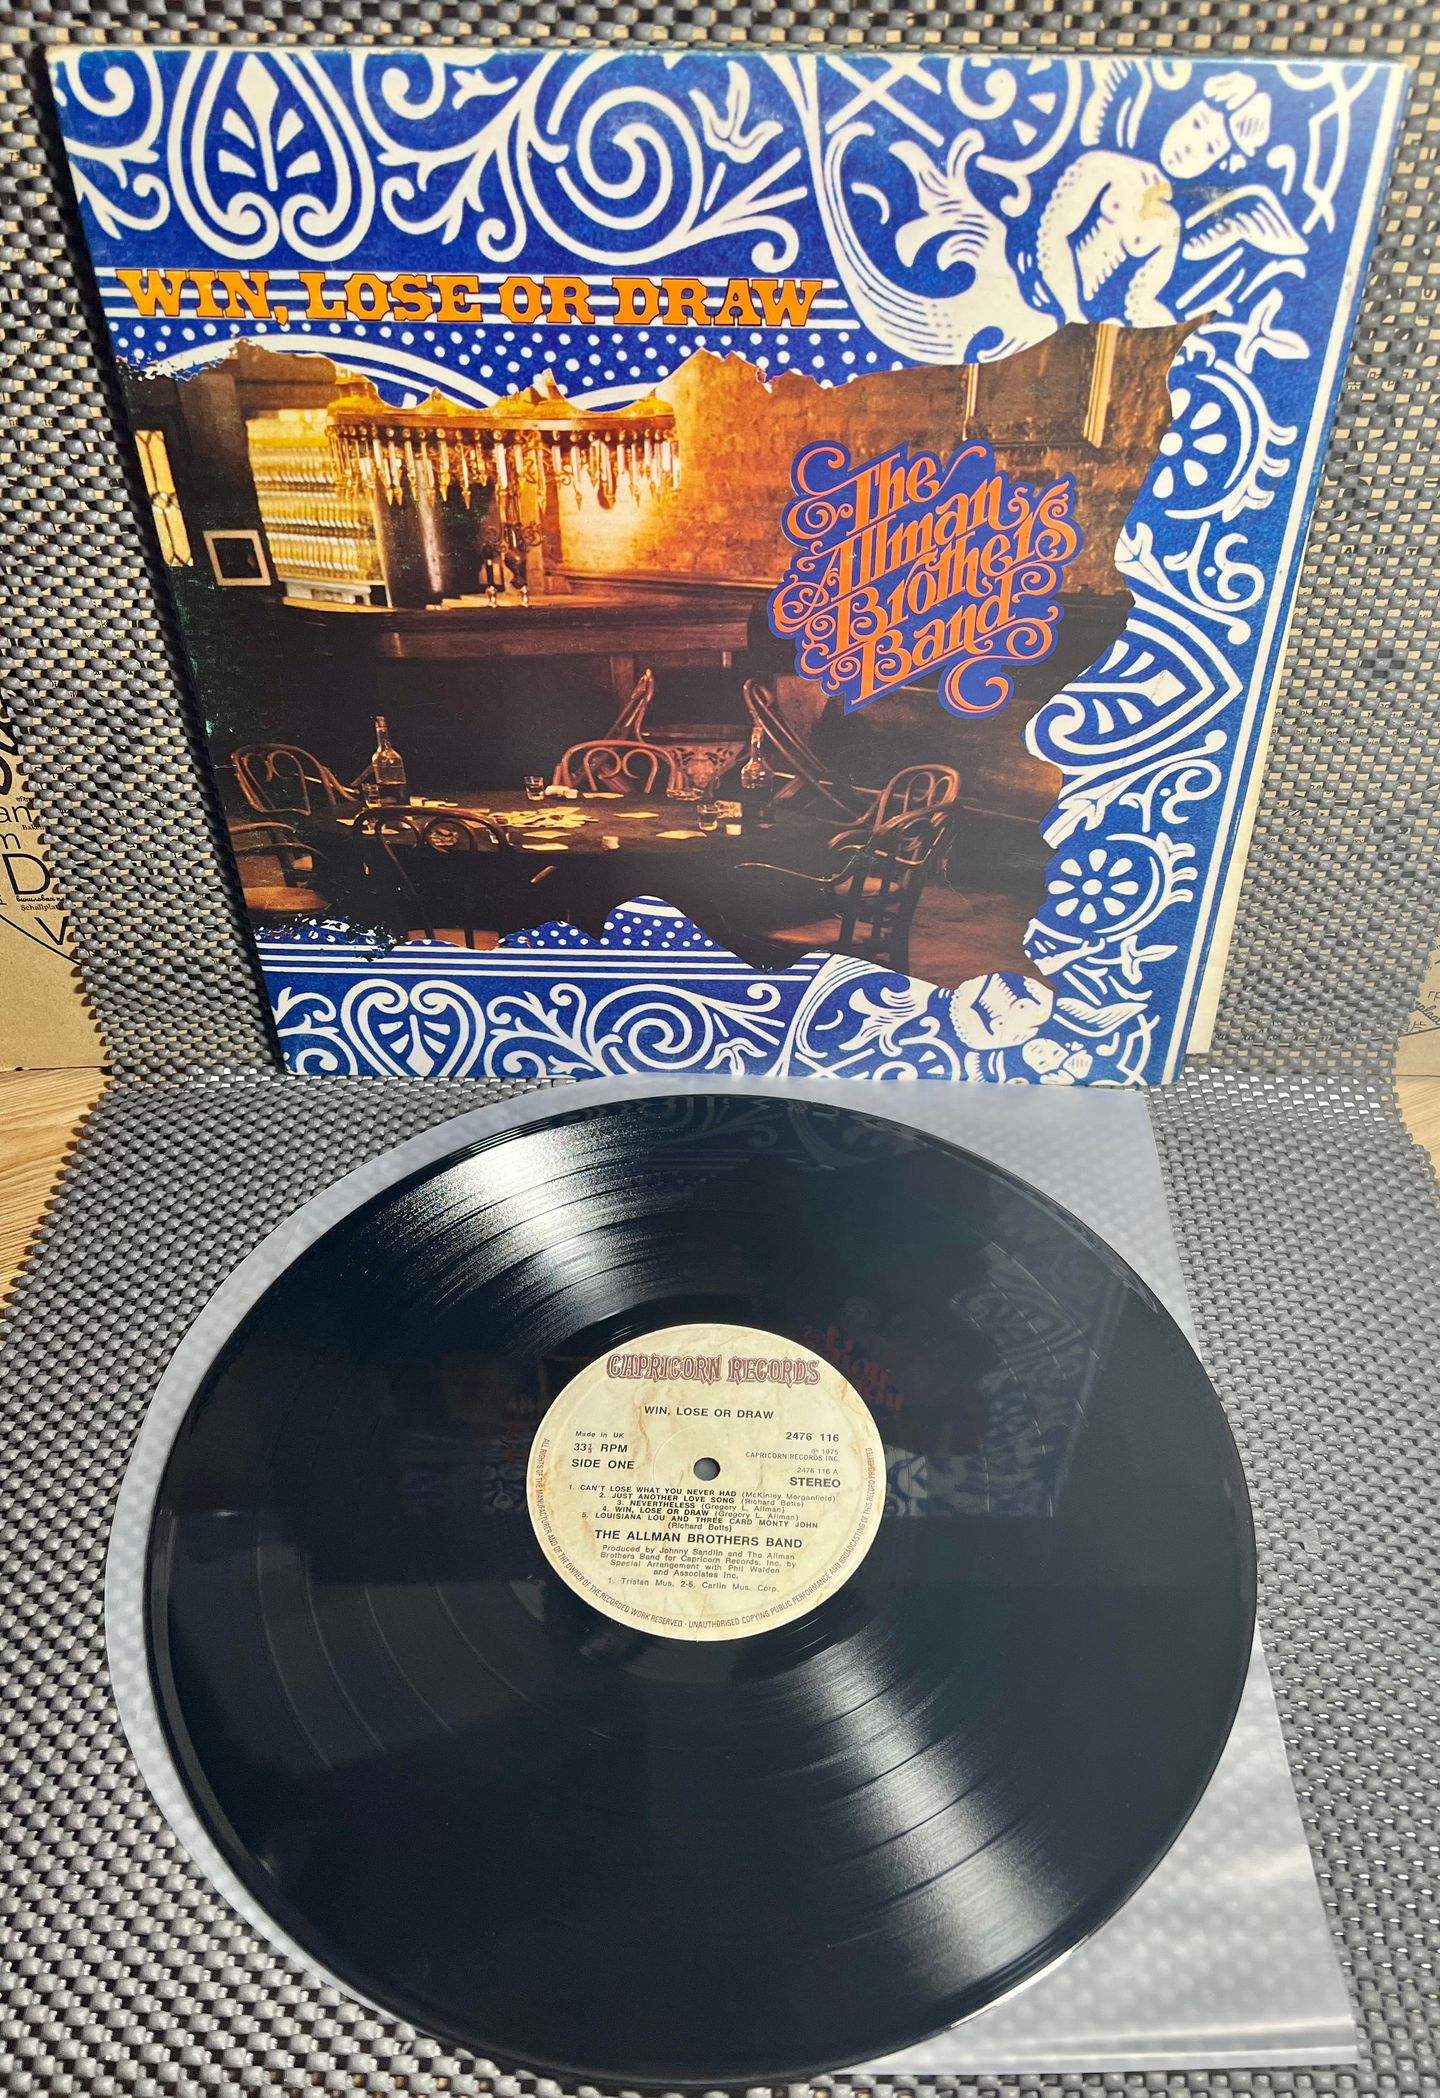 WIN, LOSE OR DRAW
The
Allman
Brothers
Band
an
m
D
Schallplat
V
CAPRICORN RECORDS
WIN, LOSE OR DRAW
Made in UK
2476 116
33⅓ RPM
℗ 1975
CAPRICORN RECORDS INC.
SIDE ONE
2476 116 A
STEREO
1. CAN'T LOSE WHAT YOU NEVER HAD (McKinley Morganfield)
2. JUST ANOTHER LOVE SONG (Richard Betts)
3. NEVERTHELESS (Gregory L. Allman)
4. WIN, LOSE OR DRAW (Gregory L. Allman)
5. LOUISIANA LOU AND THREE CARD MONTY JOHN
(Richard Betts)
THE ALLMAN BROTHERS BAND
Produced by Johnny Sandlin and The Allman
Brothers Band for Capricorn Records, Inc. by
Special Arrangement with Phil Walden
and Associates Inc.
1. Tristan Mus. 2-5. Carlin Mus. Corp.
ALL RIGHTS OF THE MANUFACTURER AND OF THE OWNER OF THE RECORDED WORK RESERVED - UNAUTHORISED COPYING PUBLIC PERFORMANCE AND BROADCASTING OF THIS RECORD PROHIBITED